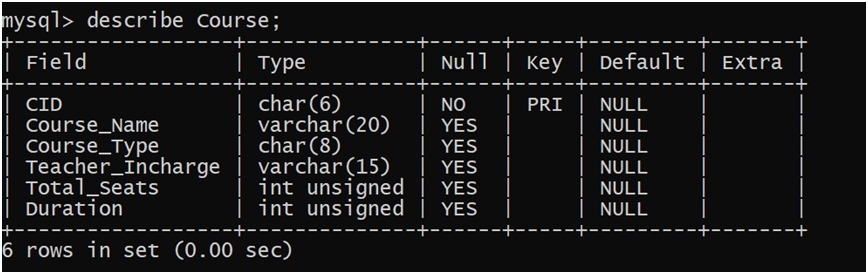 mysql> describe Course;
+-----------------+--------------+------+-----+---------+-------+
| Field           | Type         | Null | Key | Default | Extra |
+-----------------+--------------+------+-----+---------+-------+
| CID             | char(6)      | NO   | PRI | NULL    |       |
| Course_Name     | varchar(20)  | YES  |     | NULL    |       |
| Course_Type     | char(8)      | YES  |     | NULL    |       |
| Teacher_Incharge | varchar(15)  | YES  |     | NULL    |       |
| Total_Seats     | int unsigned | YES  |     | NULL    |       |
| Duration        | int unsigned | YES  |     | NULL    |       |
+-----------------+--------------+------+-----+---------+-------+
6 rows in set (0.00 sec)